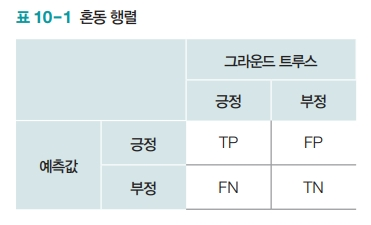 표 10-1 혼동 행렬
그라운드 트루스
긍정 부정
예측값 긍정 TP FP
부정 FN TN